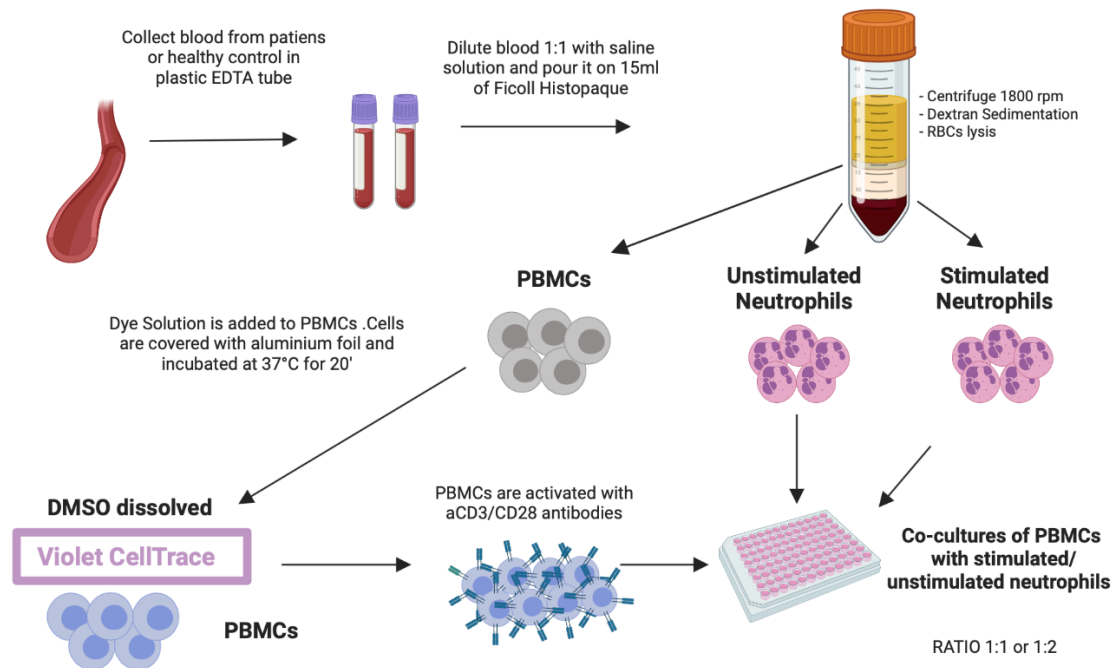 Collect blood from patiens
or healthy control in
plastic EDTA tube
Dilute blood 1:1 with saline
solution and pour it on 15ml
of Ficoll Histopaque
- Centrifuge 1800 rpm
- Dextran Sedimentation
- RBCs lysis
PBMCs
Unstimulated
Neutrophils
Stimulated
Neutrophils
Dye Solution is added to PBMCs .Cells
are covered with aluminium foil and
incubated at 37°C for 20'
DMSO dissolved
Violet CellTrace
PBMCs
PBMCs are activated with
aCD3/CD28 antibodies
Co-cultures of PBMCs
with stimulated/
unstimulated neutrophils
RATIO 1:1 or 1:2